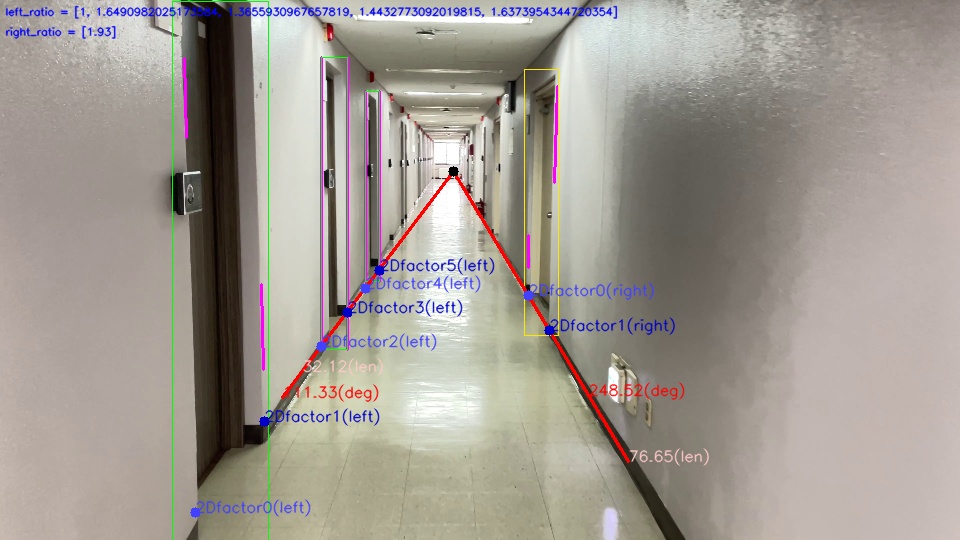 left_ratio = [1, 1.6490982025173584, 1.3655930967657819, 1.4432773092019815, 1.6373954344720354]
right_ratio = [1.93]
2Dfactor5(left)
2Dfactor4(left)
2Dfactor0(right)
2Dfactor3(left)
2Dfactor1(right)
2Dfactor2(left)
32.12(len)
211.33(deg)
248.52(deg)
2Dfactor1(left)
76.65(len)
2Dfactor0(left)